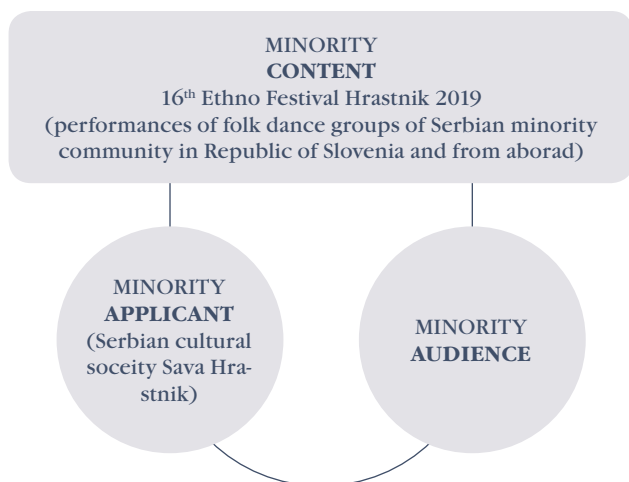 MINORITY
CONTENT
16th Ethno Festival Hrastnik 2019
(performances of folk dance groups of Serbian minority
community in Republic of Slovenia and from aborad)
MINORITY
APPLICANT
(Serbian cultural
soceity Sava Hra-
stnik)
MINORITY
AUDIENCE